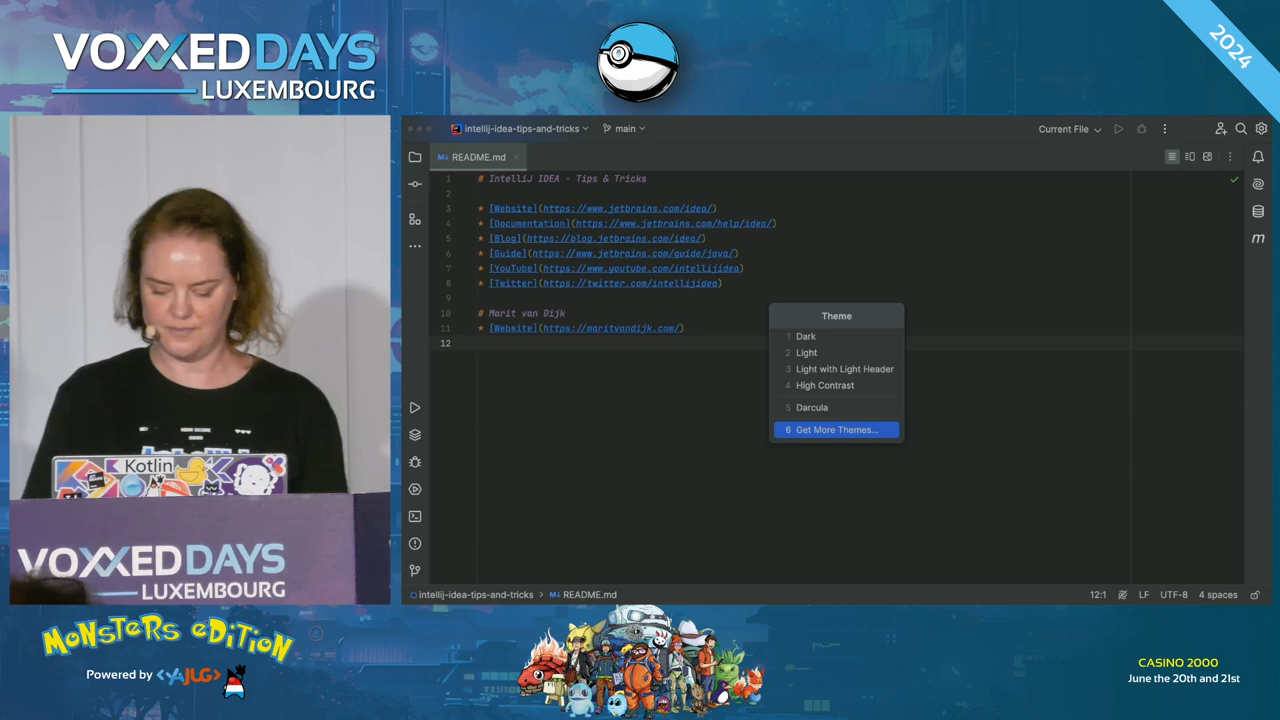 VOXXED DAYS
LUXEMBOURG
2024
intellij-idea-tips-and-tricks
main
Current File
README.md
1 # IntelliJ IDEA - Tips & Tricks
2
3 * [Website](https://www.jetbrains.com/idea/)
4 * [Documentation](https://www.jetbrains.com/help/idea/)
5 * [Blog](https://blog.jetbrains.com/idea/)
6 * [Guide](https://www.jetbrains.com/guide/java/)
7 * [YouTube](https://www.youtube.com/intellijidea)
8 * [Twitter](https://twitter.com/intellijidea)
9
10 # Marit van Dijk
11 * [Website](https://maritvandijk.com/)
12
Theme
1 Dark
2 Light
3 Light with Light Header
4 High Contrast
5 Darcula
6 Get More Themes...
intellij-idea-tips-and-tricks > README.md
12:1 LF UTF-8 4 spaces
Kotlin
VOXXED DAYS
LUXEMBOURG
MONSTERS EDITION
Powered by <YAJUG>
CASINO 2000
June the 20th and 21st